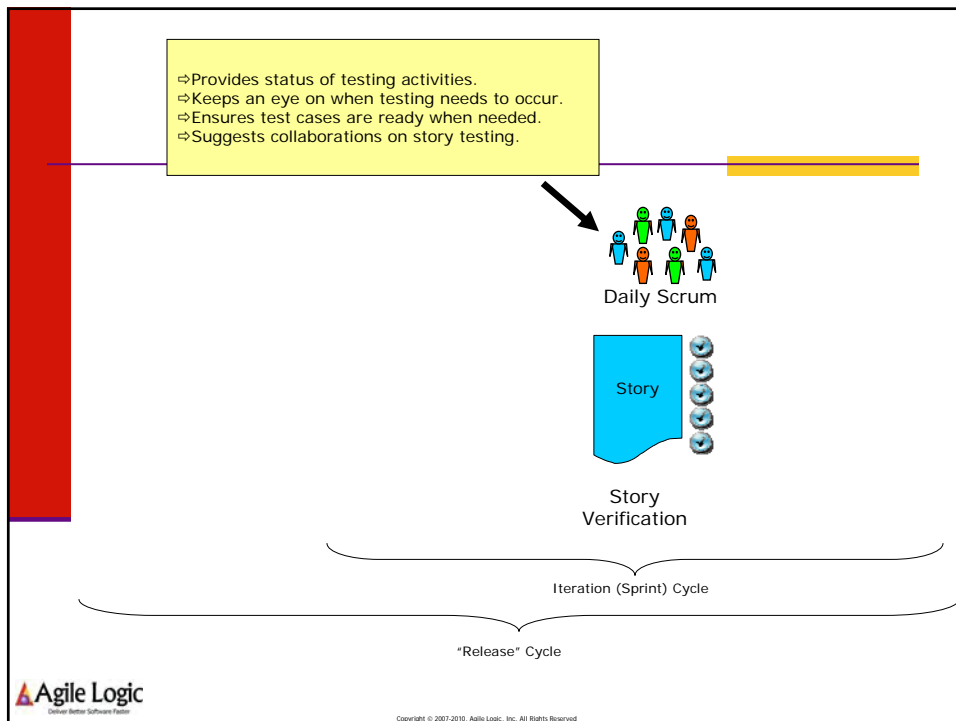 ⇨Provides status of testing activities.
⇨Keeps an eye on when testing needs to occur.
⇨Ensures test cases are ready when needed.
⇨Suggests collaborations on story testing.
Daily Scrum
Story
Story
Verification
Iteration (Sprint) Cycle
“Release” Cycle
Agile Logic
Deliver Better Software Faster
Copyright © 2007-2010, Agile Logic, Inc. All Rights Reserved